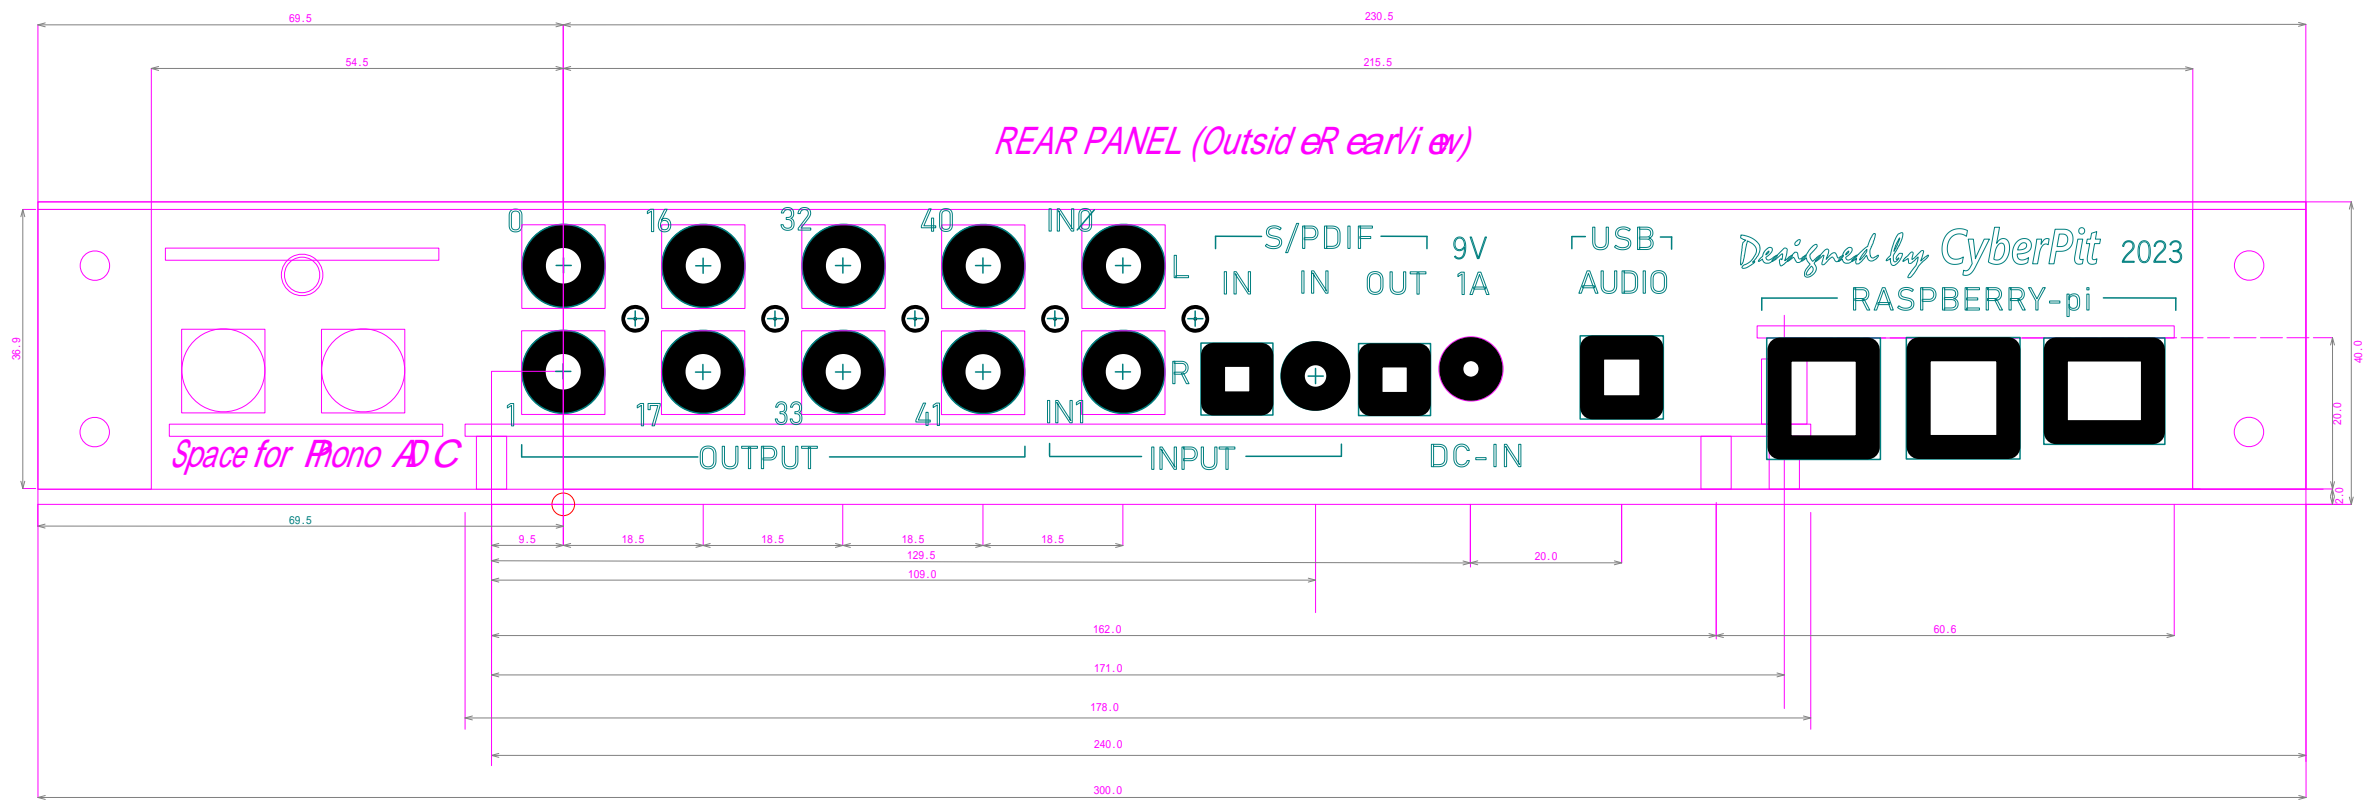 69.5 230.5
54.5 215.5
REAR PANEL (Outsid eR earVi ew)
0 16 32 40 IN0
S/PDIF 9V USB
Designed by CyberPit 2023
L IN IN OUT 1A AUDIO
RASPBERRY-pi
36.9
40.0
20.0
2.0
R
1 17 33 41 IN1
Space for Phono ADC
OUTPUT INPUT DC-IN
69.5
9.5 18.5 18.5 18.5 18.5
129.5 20.0
109.0
162.0 60.6
171.0
178.0
240.0
300.0